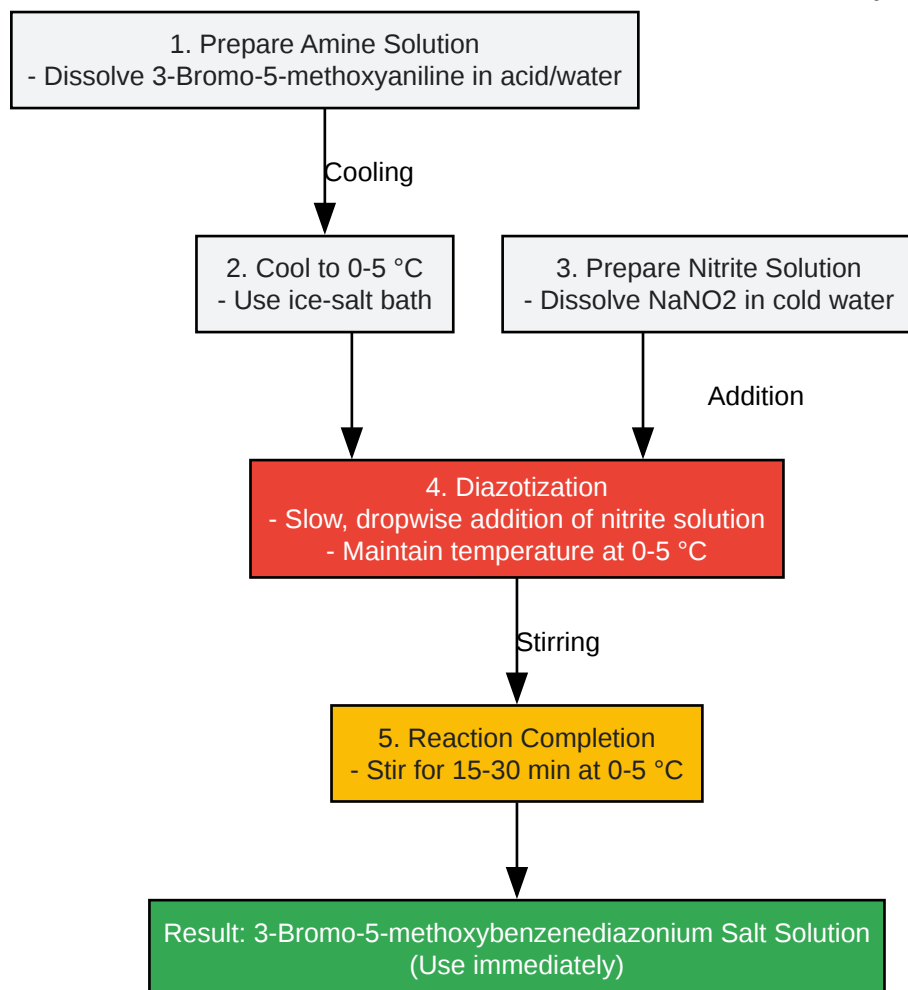 1. Prepare Amine Solution
- Dissolve 3-Bromo-5-methoxyaniline in acid/water
Cooling
2. Cool to 0-5 °C
- Use ice-salt bath
3. Prepare Nitrite Solution
- Dissolve NaNO2 in cold water
Addition
4. Diazotization
- Slow, dropwise addition of nitrite solution
- Maintain temperature at 0-5 °C
Stirring
5. Reaction Completion
- Stir for 15-30 min at 0-5 °C
Result: 3-Bromo-5-methoxybenzenediazonium Salt Solution
(Use immediately)